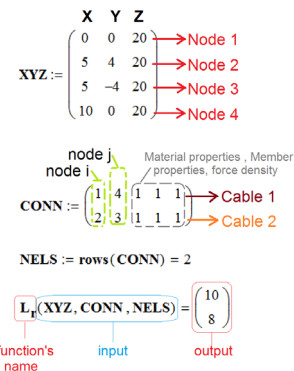 X Y Z
0 0 20 Node 1
5 4 20 Node 2
XYZ :=
5 −4 20 Node 3
10 0 20 Node 4
node j
node i
Material properties , Member
properties, force density
1 4 1 1 1 Cable 1
CONN :=
2 3 1 1 1 Cable 2
NELS := rows(CONN) = 2
Lr(XYZ, CONN, NELS) = (10 8)
function's
name
input
output